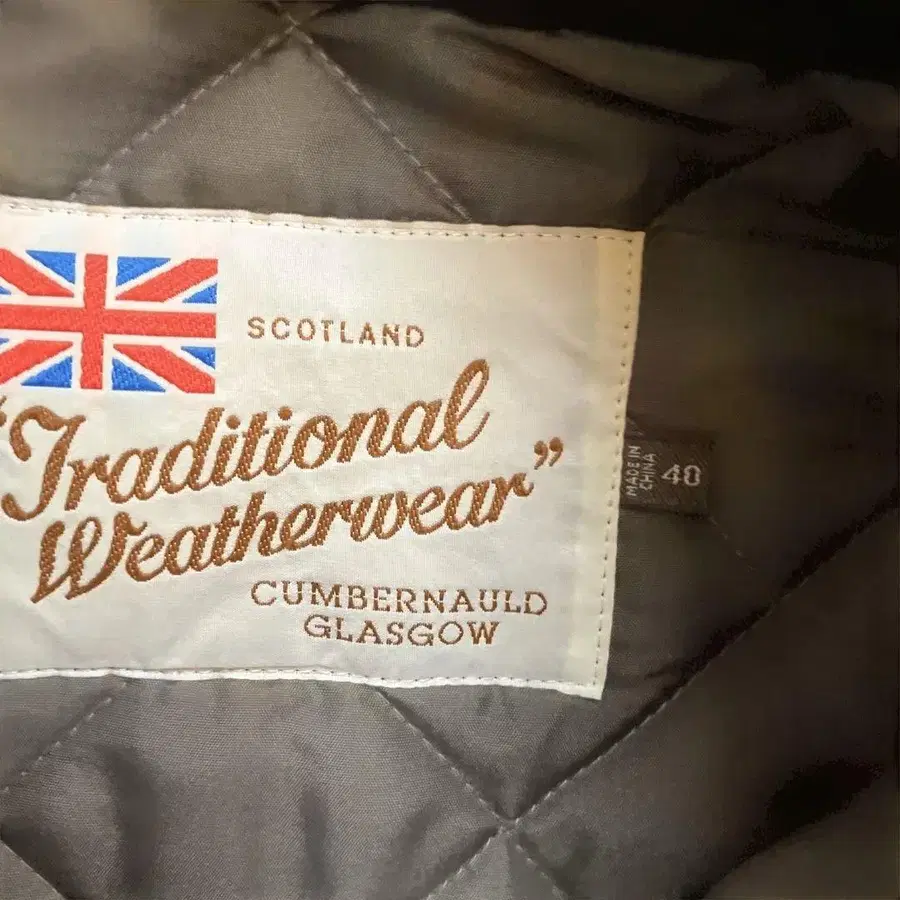 SCOTLAND
"Traditional
Weatherwear"
CUMBERNAULD
GLASGOW
MADE IN
CHINA
40